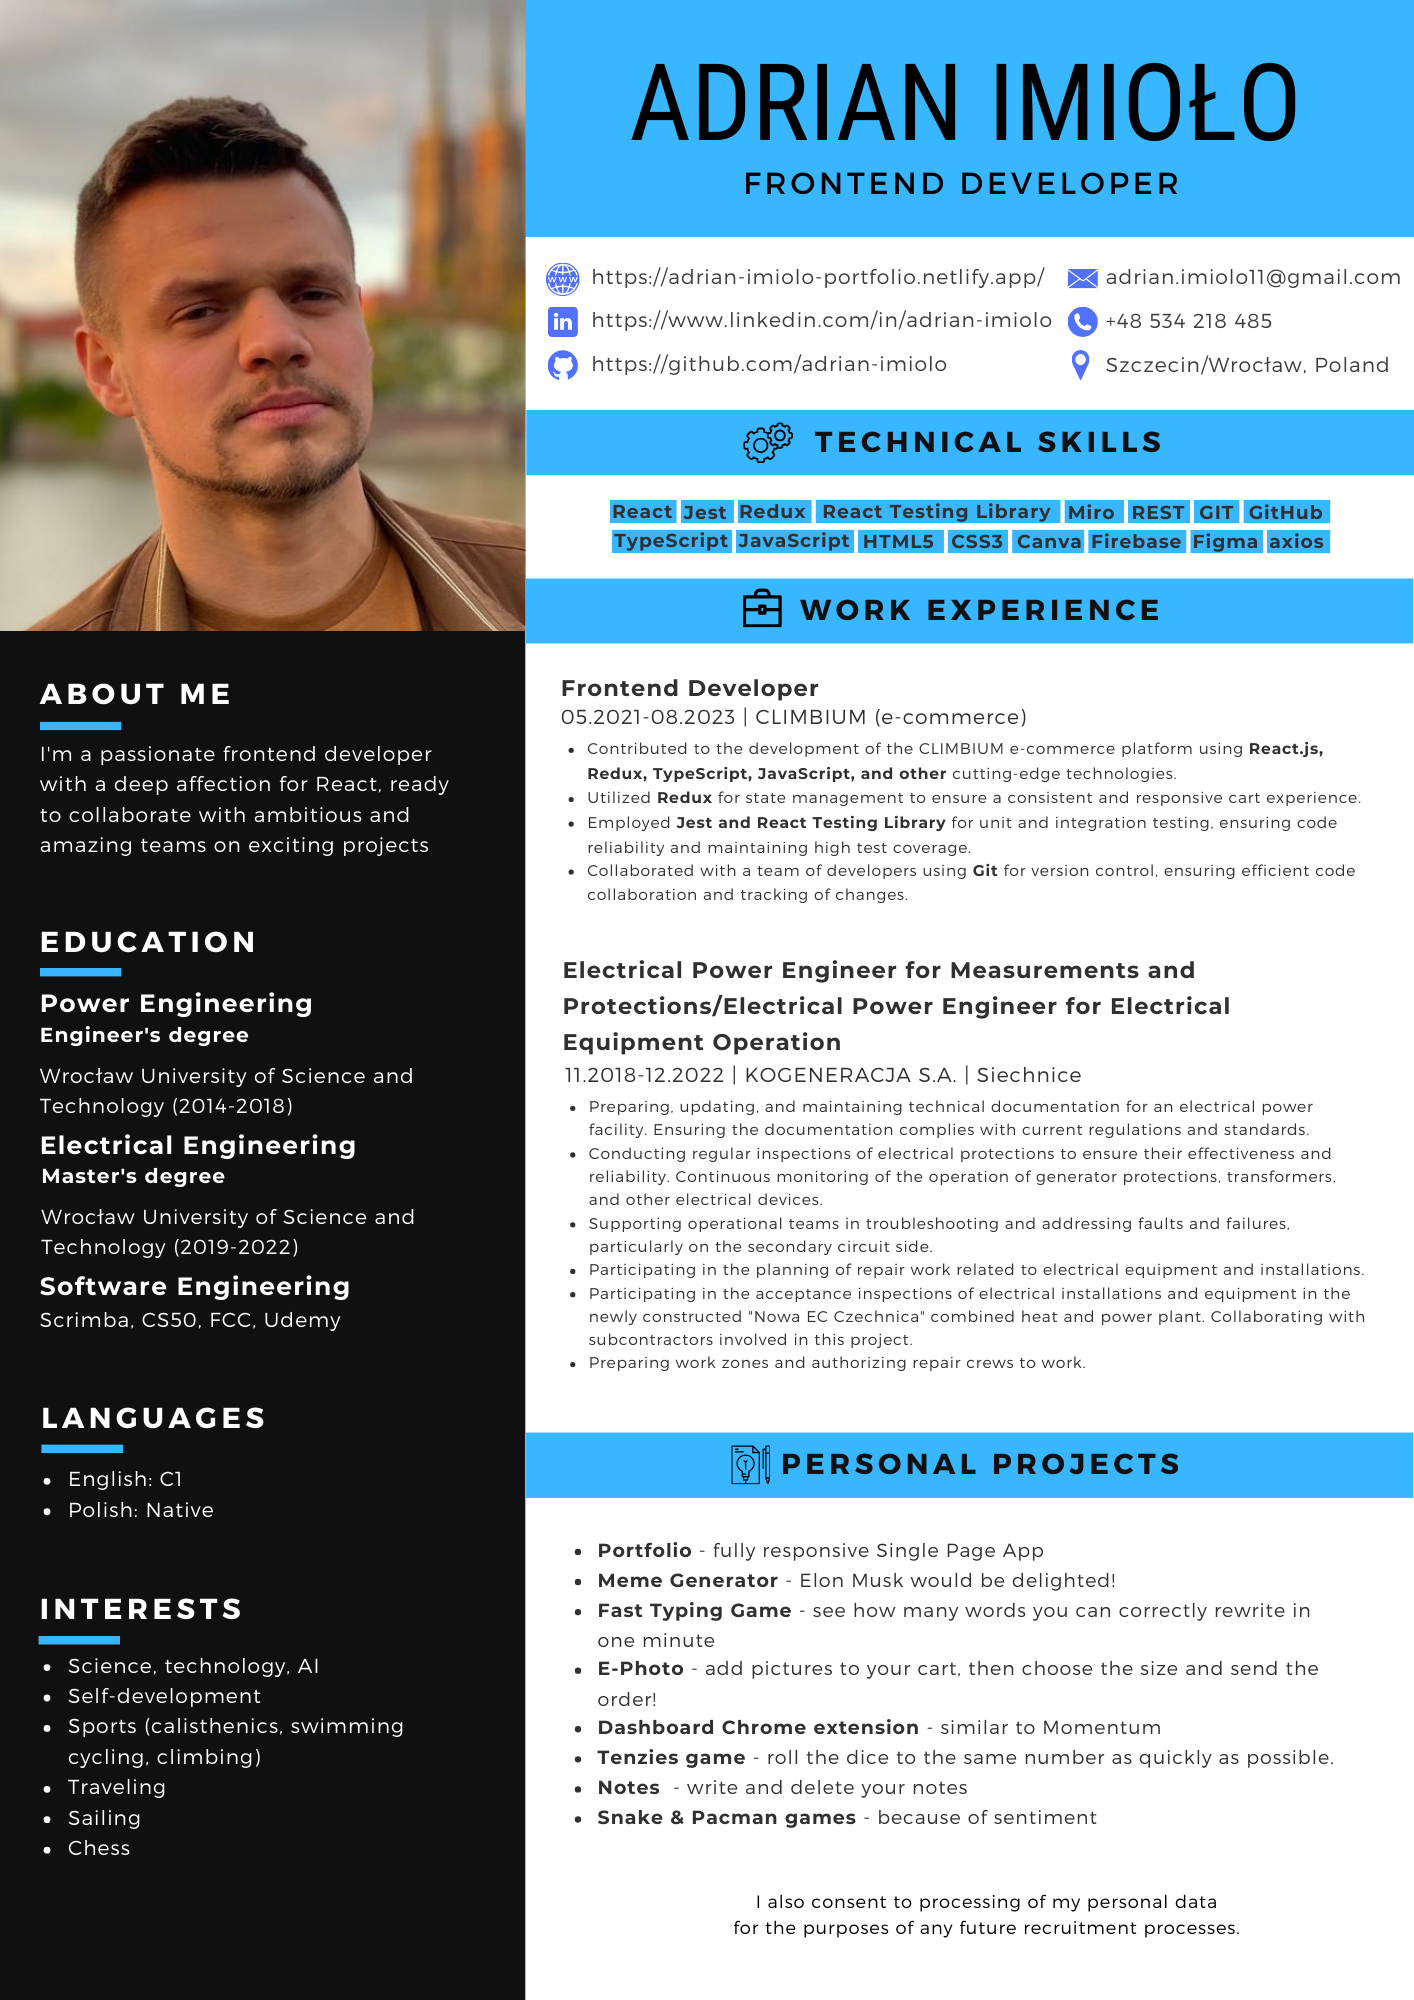 ADRIAN IMIOŁO
FRONTEND DEVELOPER
https://adrian-imiolo-portfolio.netlify.app/
adrian.imiolo11@gmail.com
https://www.linkedin.com/in/adrian-imiolo
+48 534 218 485
https://github.com/adrian-imiolo
Szczecin/Wrocław, Poland
TECHNICAL SKILLS
React Jest Redux React Testing Library Miro REST GIT GitHub
TypeScript JavaScript HTML5 CSS3 Canva Firebase Figma axios
WORK EXPERIENCE
Frontend Developer
05.2021-08.2023 | CLIMBIUM (e-commerce)
• Contributed to the development of the CLIMBIUM e-commerce platform using React.js,
Redux, TypeScript, JavaScript, and other cutting-edge technologies.
• Utilized Redux for state management to ensure a consistent and responsive cart experience.
• Employed Jest and React Testing Library for unit and integration testing, ensuring code
reliability and maintaining high test coverage.
• Collaborated with a team of developers using Git for version control, ensuring efficient code
collaboration and tracking of changes.
Electrical Power Engineer for Measurements and
Protections/Electrical Power Engineer for Electrical
Equipment Operation
11.2018-12.2022 | KOGENERACJA S.A. | Siechnice
• Preparing, updating, and maintaining technical documentation for an electrical power
facility. Ensuring the documentation complies with current regulations and standards.
• Conducting regular inspections of electrical protections to ensure their effectiveness and
reliability. Continuous monitoring of the operation of generator protections, transformers,
and other electrical devices.
• Supporting operational teams in troubleshooting and addressing faults and failures,
particularly on the secondary circuit side.
• Participating in the planning of repair work related to electrical equipment and installations.
• Participating in the acceptance inspections of electrical installations and equipment in the
newly constructed "Nowa EC Czechnica" combined heat and power plant. Collaborating with
subcontractors involved in this project.
• Preparing work zones and authorizing repair crews to work.
PERSONAL PROJECTS
• Portfolio - fully responsive Single Page App
• Meme Generator - Elon Musk would be delighted!
• Fast Typing Game - see how many words you can correctly rewrite in
one minute
• E-Photo - add pictures to your cart, then choose the size and send the
order!
• Dashboard Chrome extension - similar to Momentum
• Tenzies game - roll the dice to the same number as quickly as possible.
• Notes - write and delete your notes
• Snake & Pacman games - because of sentiment
I also consent to processing of my personal data
for the purposes of any future recruitment processes.
ABOUT ME
I'm a passionate frontend developer
with a deep affection for React, ready
to collaborate with ambitious and
amazing teams on exciting projects
EDUCATION
Power Engineering
Engineer's degree
Wrocław University of Science and
Technology (2014-2018)
Electrical Engineering
Master's degree
Wrocław University of Science and
Technology (2019-2022)
Software Engineering
Scrimba, CS50, FCC, Udemy
LANGUAGES
• English: C1
• Polish: Native
INTERESTS
• Science, technology, AI
• Self-development
• Sports (calisthenics, swimming
cycling, climbing)
• Traveling
• Sailing
• Chess